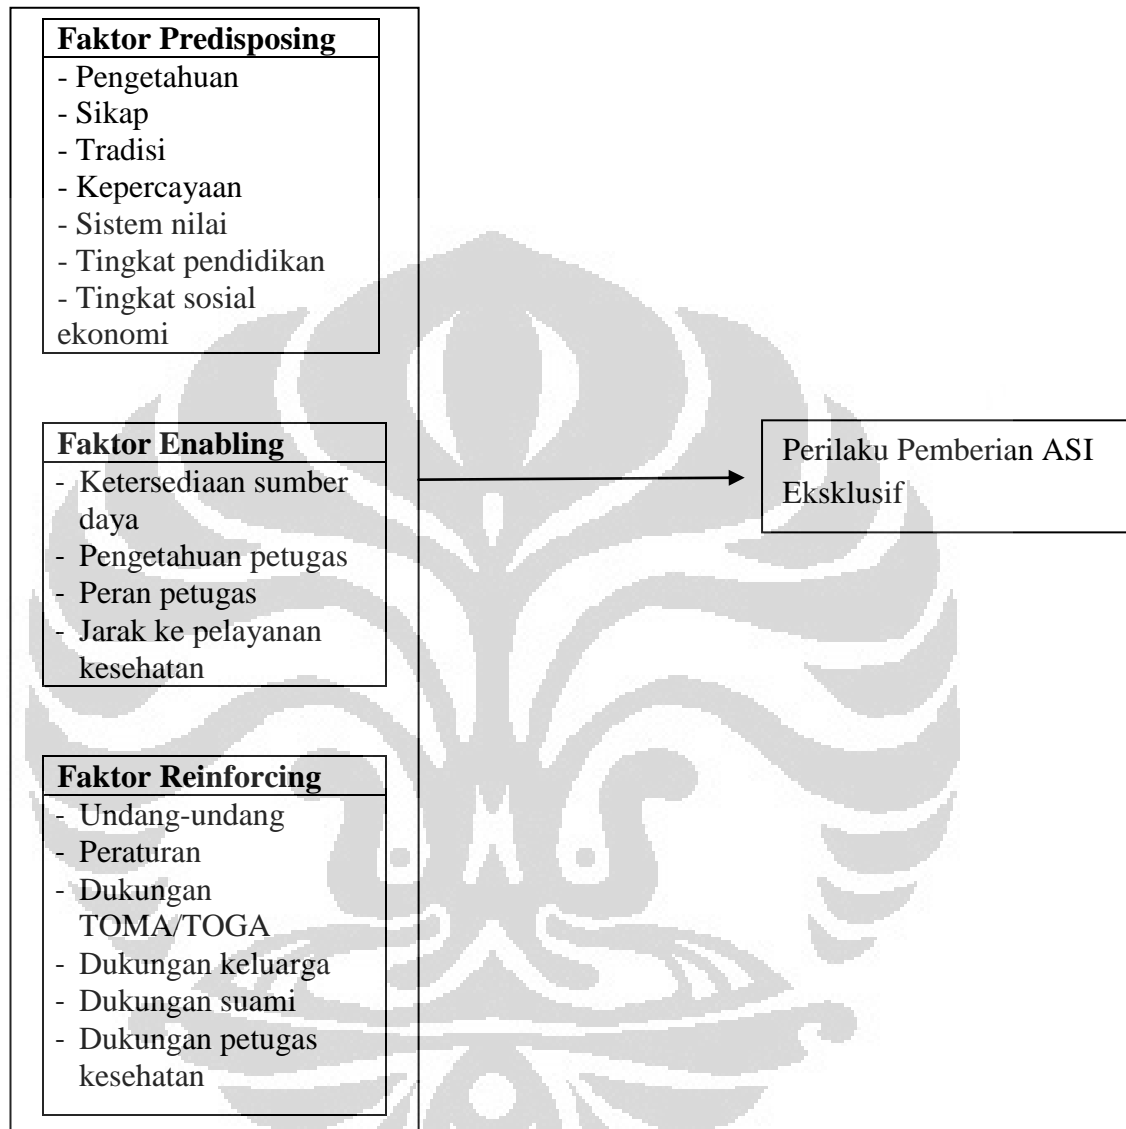 Faktor Predisposing
- Pengetahuan
- Sikap
- Tradisi
- Kepercayaan
- Sistem nilai
- Tingkat pendidikan
- Tingkat sosial
ekonomi
Faktor Enabling
- Ketersediaan sumber
daya
- Pengetahuan petugas
- Peran petugas
- Jarak ke pelayanan
kesehatan
Faktor Reinforcing
- Undang-undang
- Peraturan
- Dukungan
TOMA/TOGA
- Dukungan keluarga
- Dukungan suami
- Dukungan petugas
kesehatan
Perilaku Pemberian ASI
Eksklusif